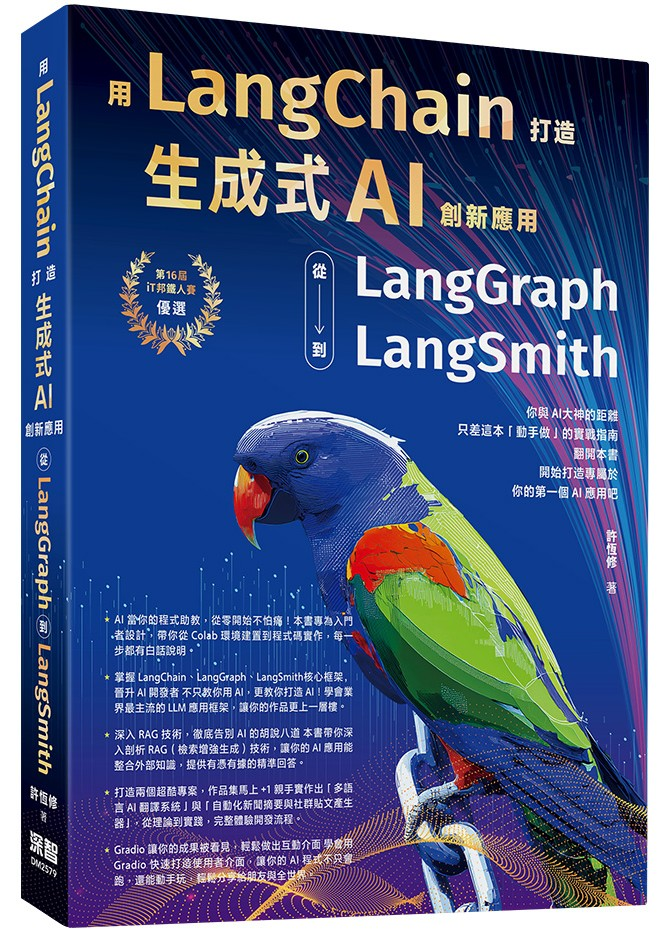 用 LangChain 打造
生成式 AI 創新應用
從
到
LangGraph
LangSmith
第16屆
iT邦鐵人賽
優選
你與 AI大神的距離
只差這本「動手做」的實戰指南
翻開本書
開始打造專屬於
你的第一個 AI 應用吧
許恆修 著
★ AI 當你的程式助教，從零開始不怕痛！本書專為入門
者設計，帶你從 Colab 環境建置到程式碼實作，每一
步都有白話說明。
★ 掌握 LangChain、LangGraph、LangSmith核心框架，
晉升 AI 開發者 不只教你用 AI，更教你打造 AI！學會業
界最主流的 LLM 應用框架，讓你的作品更上一層樓。
★ 深入 RAG 技術，徹底告別 AI 的胡說八道 本書帶你深
入剖析 RAG（檢索增強生成）技術，讓你的 AI 應用能
整合外部知識，提供有憑有據的精準回答。
★ 打造兩個超酷專案，作品集馬上 +1 親手實作出「多語
言 AI 翻譯系統」與「自動化新聞摘要與社群貼文產生
器」，從理論到實踐，完整體驗開發流程。
★ Gradio 讓你的成果被看見，輕鬆做出互動介面 學會用
Gradio 快速打造使用者介面，讓你的 AI 程式不只會
跑，還能動手玩，輕鬆分享給朋友與全世界。
用 LangChain 打造 生成式 AI 創新應用 從 LangGraph 到 LangSmith
許恆修 著
深智
DM2579